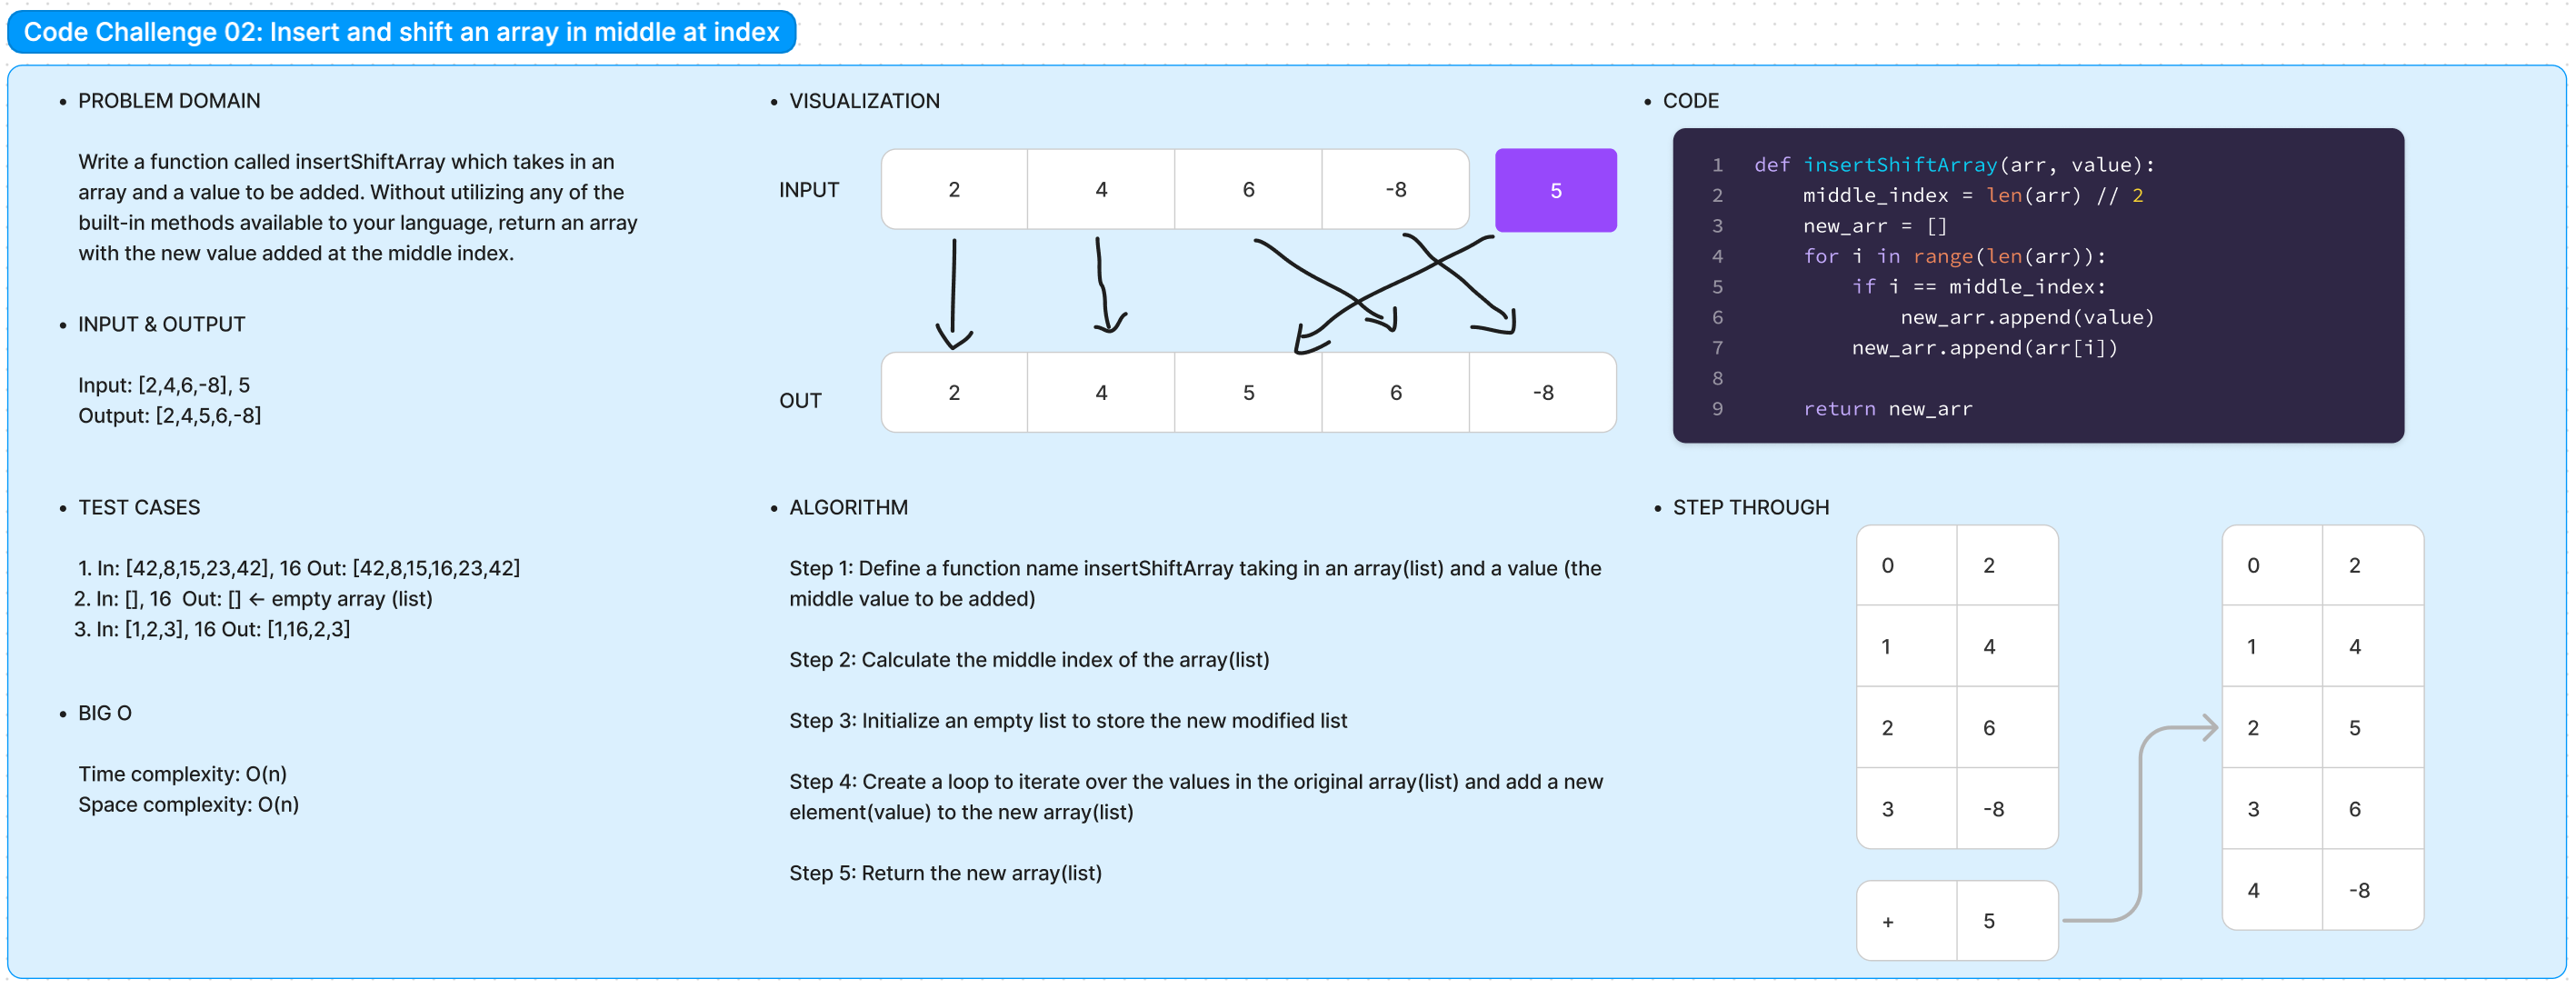 Code Challenge 02: Insert and shift an array in middle at index
• PROBLEM DOMAIN
Write a function called insertShiftArray which takes in an
array and a value to be added. Without utilizing any of the
built-in methods available to your language, return an array
with the new value added at the middle index.
• INPUT & OUTPUT
Input: [2,4,6,-8], 5
Output: [2,4,5,6,-8]
• TEST CASES
1. In: [42,8,15,23,42], 16 Out: [42,8,15,16,23,42]
2. In: [], 16  Out: [] ← empty array (list)
3. In: [1,2,3], 16 Out: [1,16,2,3]
• BIG O
Time complexity: O(n)
Space complexity: O(n)
• VISUALIZATION
INPUT 2 4 6 -8 5
OUT 2 4 5 6 -8
• ALGORITHM
Step 1: Define a function name insertShiftArray taking in an array(list) and a value (the
middle value to be added)
Step 2: Calculate the middle index of the array(list)
Step 3: Initialize an empty list to store the new modified list
Step 4: Create a loop to iterate over the values in the original array(list) and add a new
element(value) to the new array(list)
Step 5: Return the new array(list)
• CODE
1 def insertShiftArray(arr, value):
2     middle_index = len(arr) // 2
3     new_arr = []
4     for i in range(len(arr)):
5         if i == middle_index:
6             new_arr.append(value)
7         new_arr.append(arr[i])
8
9     return new_arr
• STEP THROUGH
0 2
1 4
2 6
3 -8
+ 5
0 2
1 4
2 5
3 6
4 -8